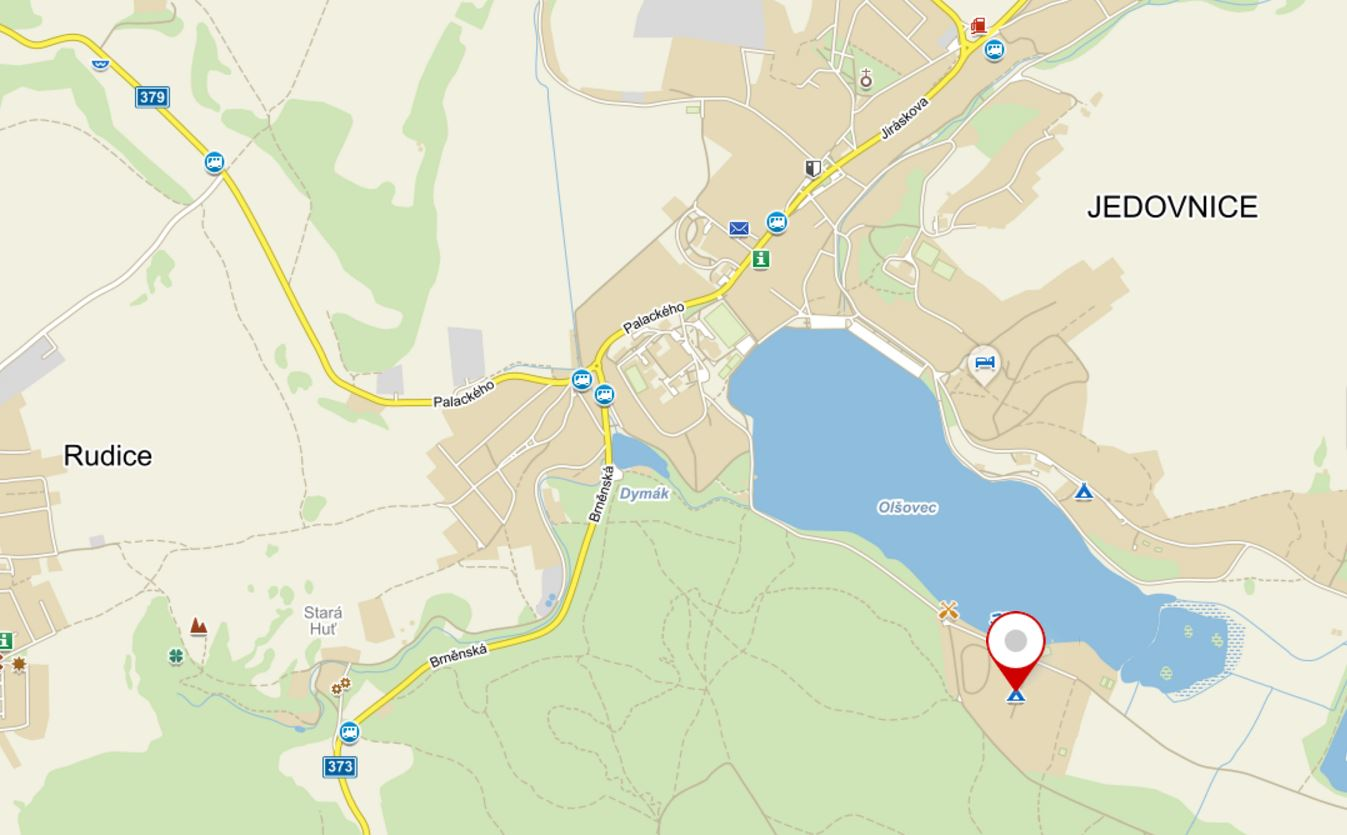 379
Jiráskova
JEDOVNICE
Palackého
Palackého
Rudice
Brněnská
Dymák
Olšovec
Stará
Huť
Brněnská
373